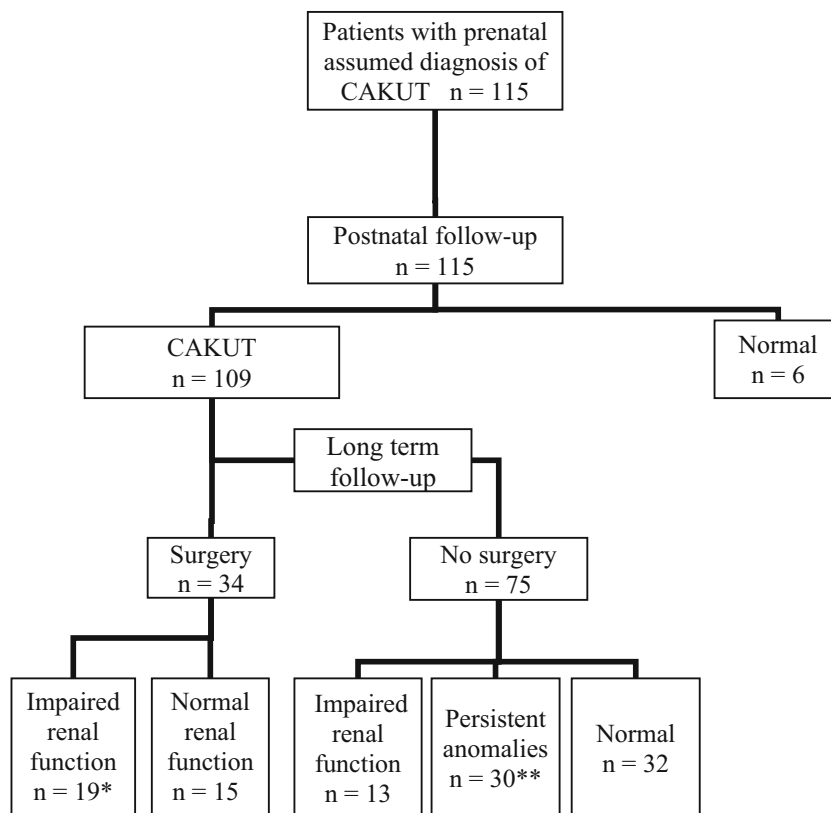 Patients with prenatal
assumed diagnosis of
CAKUT n = 115
Postnatal follow-up
n = 115
CAKUT
n = 109
Normal
n = 6
Long term
follow-up
Surgery
n = 34
No surgery
n = 75
Impaired
renal
function
n = 19*
Normal
renal
function
n = 15
Impaired
renal
function
n = 13
Persistent
anomalies
n = 30**
Normal
n = 32